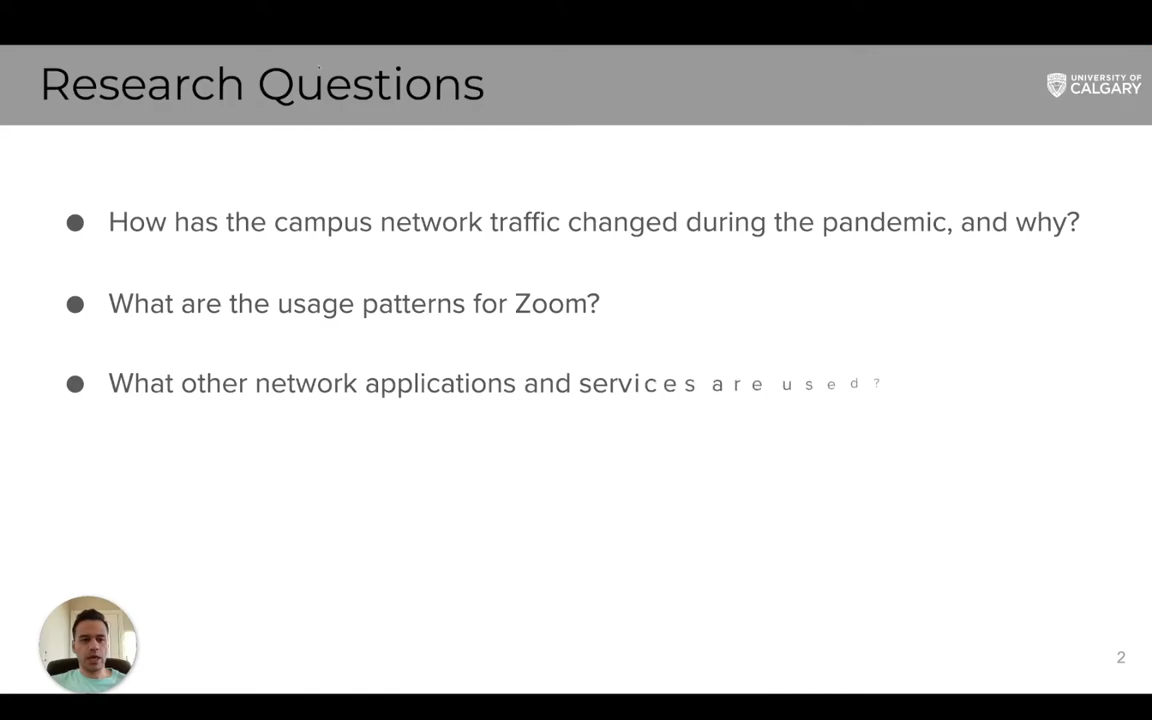 Research Questions
UNIVERSITY OF
CALGARY
● How has the campus network traffic changed during the pandemic, and why?
● What are the usage patterns for Zoom?
● What other network applications and services are used?
2